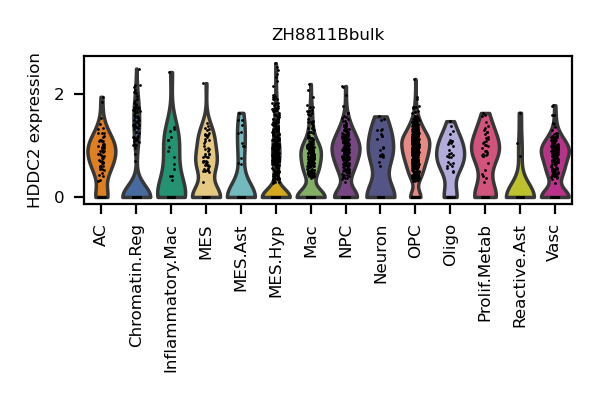 ZH8811Bbulk
HDDC2 expression
2
0
AC
Chromatin.Reg
Inflammatory.Mac
MES
MES.Ast
MES.Hyp
Mac
NPC
Neuron
OPC
Oligo
Prolif.Metab
Reactive.Ast
Vasc